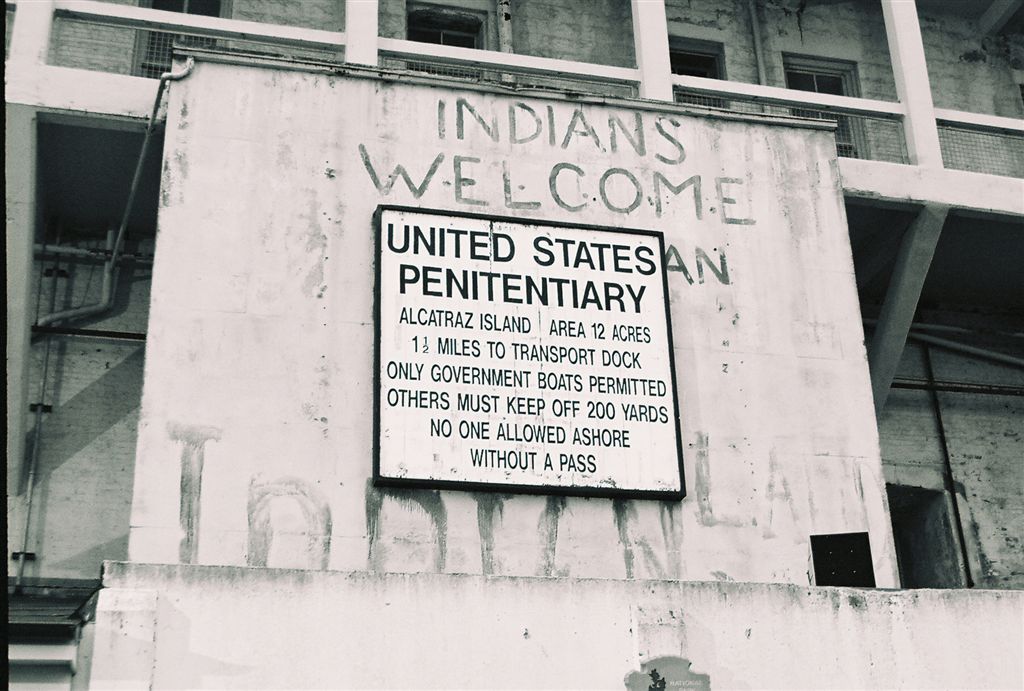 INDIANS
WELCOME
UNITED STATES
PENITENTIARY
AN
ALCATRAZ ISLAND AREA 12 ACRES
1½ MILES TO TRANSPORT DOCK
ONLY GOVERNMENT BOATS PERMITTED
OTHERS MUST KEEP OFF 200 YARDS
NO ONE ALLOWED ASHORE
WITHOUT A PASS
NATIONAL